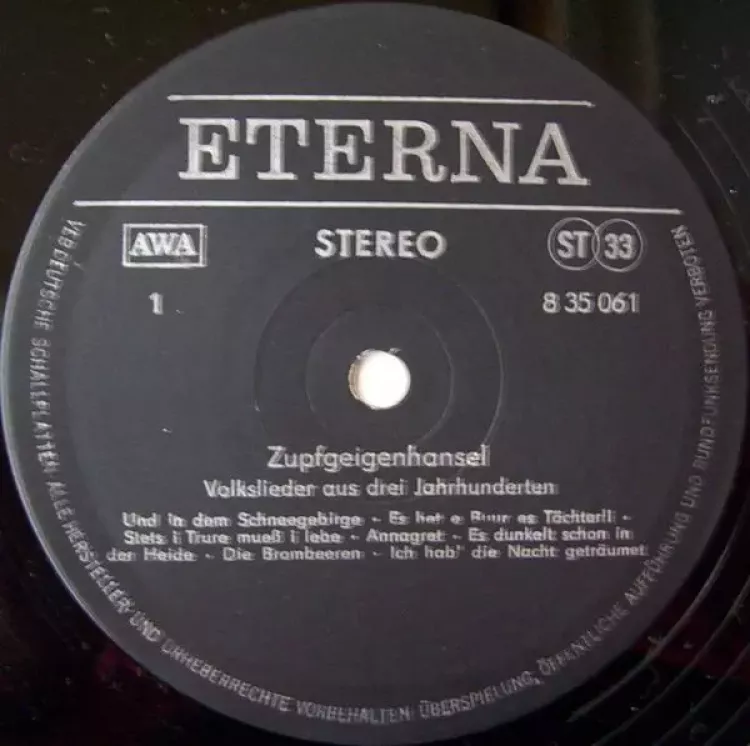 ETERNA
AWA STEREO ST 33
1 8 35 061
Zupfgeigenhansel
Volkslieder aus drei Jahrhunderten
Und in dem Schneegebirge - Es het e Buur es Töchterli -
Stets i Trure mueß i lebe - Annagret - Es dunkelt schon in
der Heide - Die Brombeeren - Ich hab' die Nacht geträumet
VEB DEUTSCHE SCHALLPLATTEN · ALLE HERSTELLER- UND URHEBERRECHTE VORBEHALTEN · ÜBERSPIELUNG, ÖFFENTLICHE AUFFÜHRUNG UND RUNDFUNKSENDUNG VERBOTEN